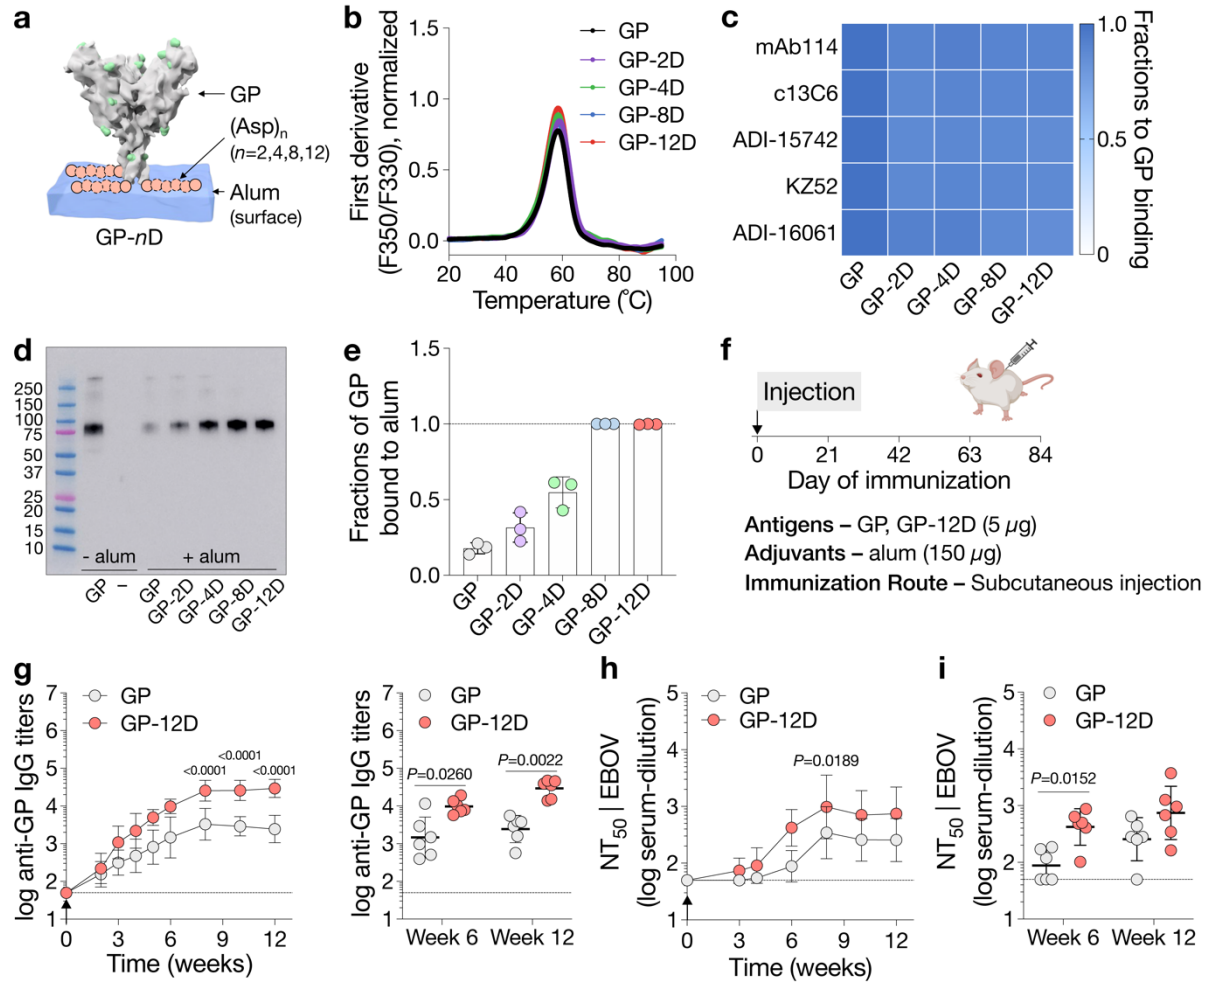 a
GP
(Asp)n
(n=2,4,8,12)
Alum
(surface)
GP-nD
b
First derivative
(F350/F330), normalized
1.5
1.0
0.5
0.0
GP
GP-2D
GP-4D
GP-8D
GP-12D
20 40 60 80 100
Temperature (˚C)
c
mAb114
c13C6
ADI-15742
KZ52
ADI-16061
GP
GP-2D
GP-4D
GP-8D
GP-12D
1.0
0.5
0
Fractions to GP binding
d
250
150
100
75
50
37
25
20
15
10
- alum
+ alum
GP
–
GP
GP-2D
GP-4D
GP-8D
GP-12D
e
Fractions of GP
bound to alum
1.5
1.0
0.5
0.0
GP
GP-2D
GP-4D
GP-8D
GP-12D
f
Injection
0 21 42 63 84
Day of immunization
Antigens – GP, GP-12D (5 µg)
Adjuvants – alum (150 µg)
Immunization Route – Subcutaneous injection
g
log anti-GP IgG titers
7
6
5
4
3
2
1
GP
GP-12D
<0.0001
<0.0001
<0.0001
0 3 6 9 12
Time (weeks)
log anti-GP IgG titers
7
6
5
4
3
2
1
GP
GP-12D
P=0.0260
P=0.0022
Week 6 Week 12
h
NT50 | EBOV
(log serum-dilution)
5
4
3
2
1
GP
GP-12D
P=0.0189
0 3 6 9 12
Time (weeks)
i
NT50 | EBOV
(log serum-dilution)
5
4
3
2
1
GP
GP-12D
P=0.0152
Week 6 Week 12